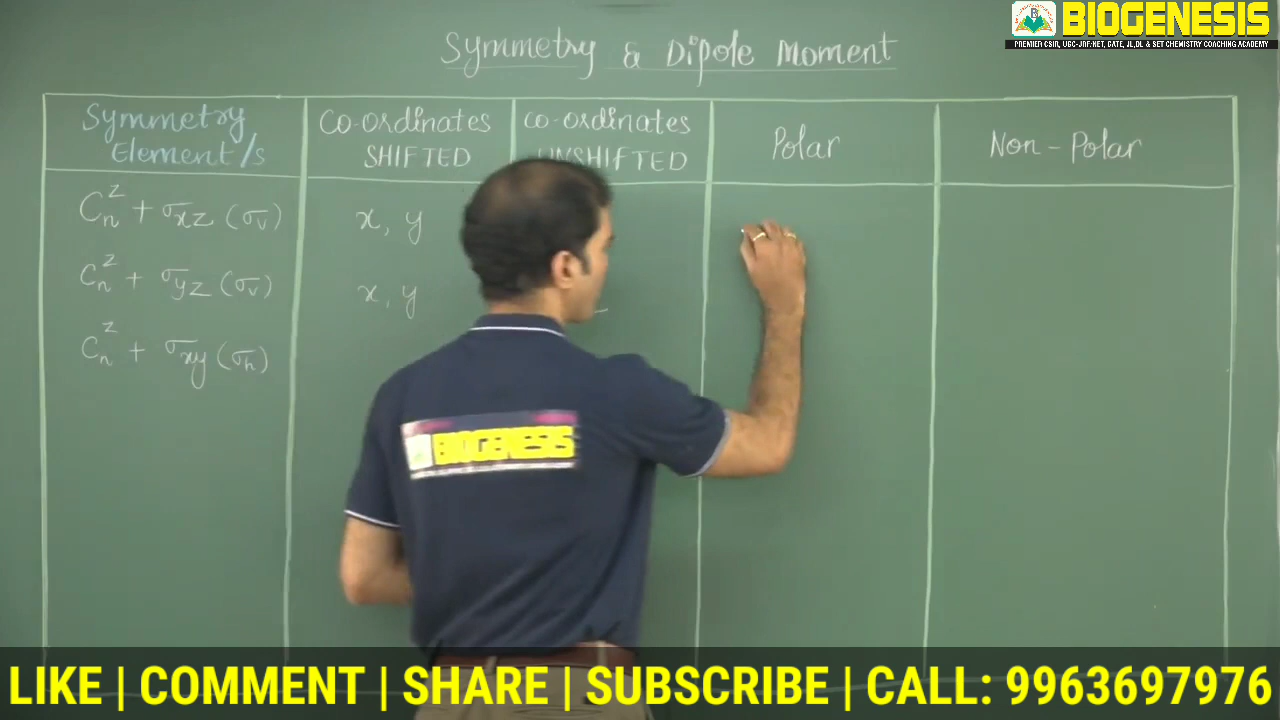 BIOGENESIS
PREMIER CSIR, UGC-JRF/NET, GATE, JL,DL & SET CHEMISTRY COACHING ACADEMY
Symmetry & Dipole Moment
Symmetry Element/s
Co-ordinates SHIFTED
Co-ordinates UNSHIFTED
Polar
Non-Polar
Cₙᶻ + σxz (σv)
x, y
Cₙᶻ + σyz (σv)
x, y
Cₙᶻ + σxy (σh)
BIOGENESIS
LIKE | COMMENT | SHARE | SUBSCRIBE | CALL: 9963697976